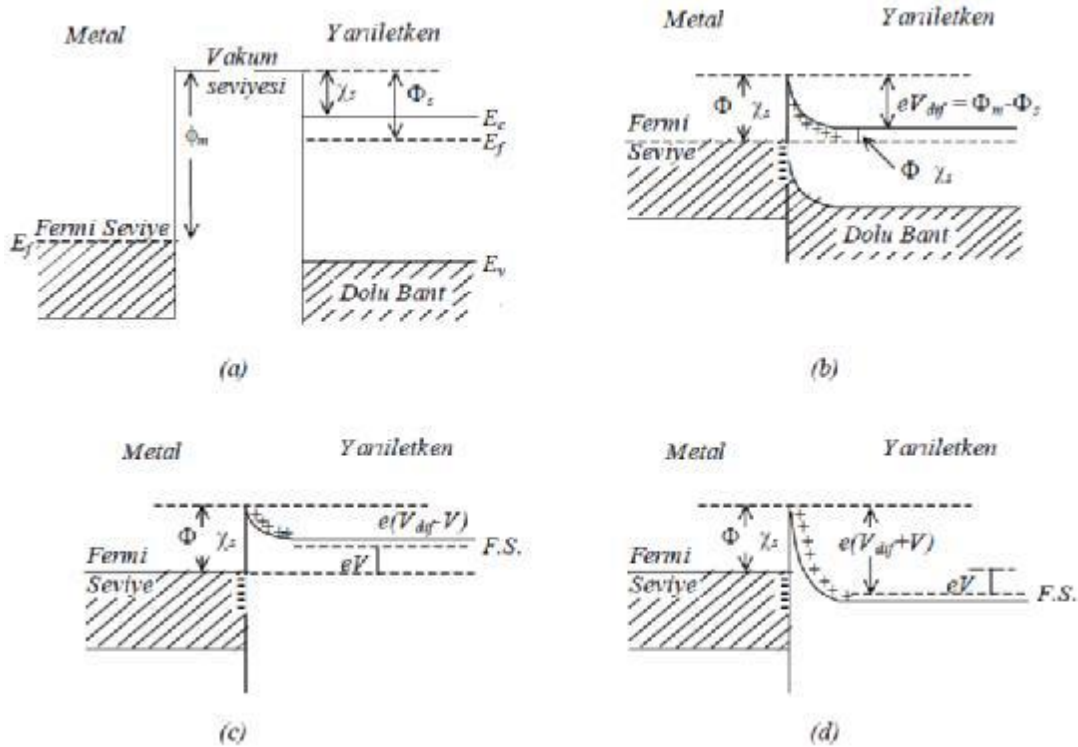 Metal
Yarıiletken
Vakum
seviyesi
χs
Φs
Ec
Ef
Φm
Fermi Seviye
Ef
Ev
Dolu Bant
(a)
Metal
Yarıiletken
Φ χs
eVdif = Φm-Φs
Fermi
Seviye
Φ χs
Dolu Bant
(b)
Metal
Yarıiletken
Φ χs
e(Vdif-V)
F.S.
Fermi
eV
Seviye
(c)
Metal
Yarıiletken
Φ χs
e(Vdif+V)
Fermi
eV
Seviye
F.S.
(d)